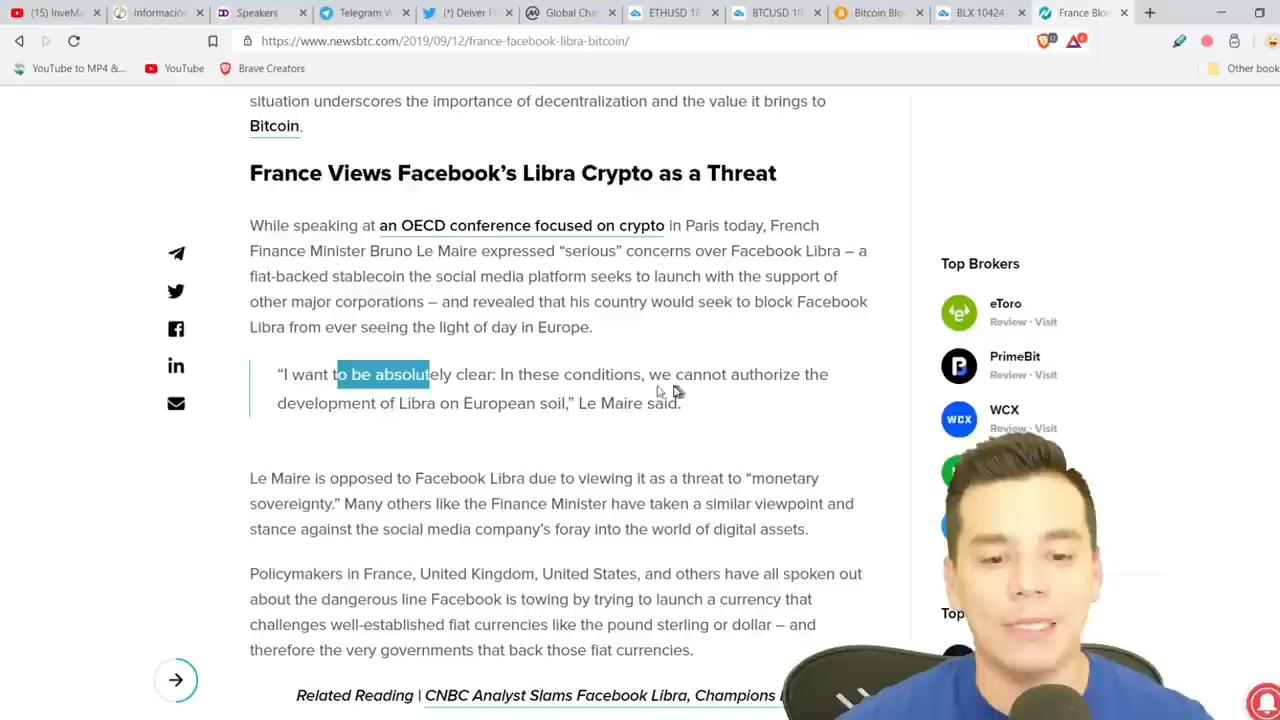 (15) InveM
Información
Speakers
Telegram W
(*) Deiver F
Global Cha
ETHUSD 18
BTCUSD 10
Bitcoin Blo
BLX 10424
France Blo
https://www.newsbtc.com/2019/09/12/france-facebook-libra-bitcoin/
YouTube to MP4 &...
YouTube
Brave Creators
Other book
situation underscores the importance of decentralization and the value it brings to
Bitcoin.
France Views Facebook's Libra Crypto as a Threat
While speaking at an OECD conference focused on crypto in Paris today, French
Finance Minister Bruno Le Maire expressed “serious” concerns over Facebook Libra – a
fiat-backed stablecoin the social media platform seeks to launch with the support of
other major corporations – and revealed that his country would seek to block Facebook
Libra from ever seeing the light of day in Europe.
“I want to be absolutely clear: In these conditions, we cannot authorize the
development of Libra on European soil,” Le Maire said.
Le Maire is opposed to Facebook Libra due to viewing it as a threat to “monetary
sovereignty.” Many others like the Finance Minister have taken a similar viewpoint and
stance against the social media company's foray into the world of digital assets.
Policymakers in France, United Kingdom, United States, and others have all spoken out
about the dangerous line Facebook is towing by trying to launch a currency that
challenges well-established fiat currencies like the pound sterling or dollar – and
therefore the very governments that back those fiat currencies.
Related Reading | CNBC Analyst Slams Facebook Libra, Champions
Top Brokers
eToro
Review · Visit
PrimeBit
Review · Visit
WCX
WCX
Review · Visit
Top